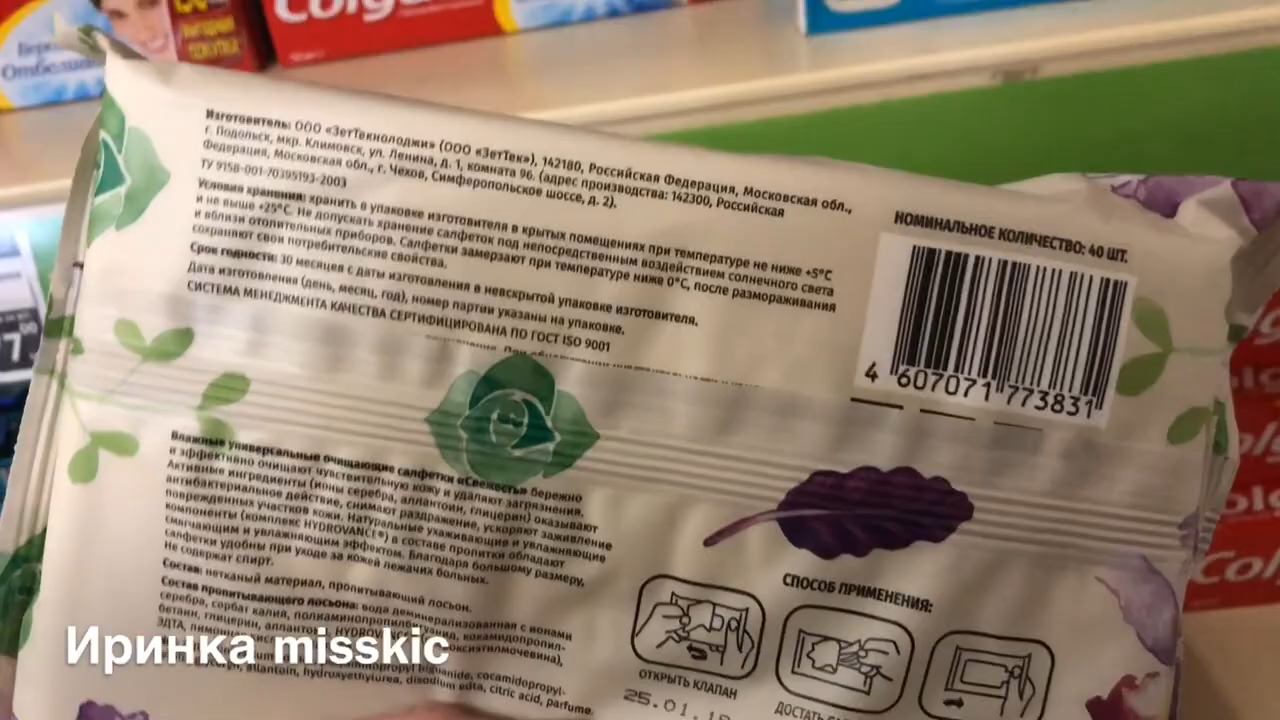 Colga
ВЫГОДНАЯ
ПОКУПКА
Изготовитель: ООО «ЗетТекнолоджи» (ООО «ЗетТек»), 142180, Российская Федерация, Московская обл.,
г. Подольск, мкр. Климовск, ул. Ленина, д. 1, комната 96. (адрес производства: 142300, Российская
Федерация, Московская обл., г. Чехов, Симферопольское шоссе, д. 2).
ТУ 9158-001-70395193-2003
Условия хранения: хранить в упаковке изготовителя в крытых помещениях при температуре не ниже +5°С
и не выше +25°С. Не допускать хранение салфеток под непосредственным воздействием солнечного света
и вблизи отопительных приборов. Салфетки замерзают при температуре ниже 0°С, после размораживания
сохраняют свои потребительские свойства.
Срок годности: 30 месяцев с даты изготовления в невскрытой упаковке изготовителя.
Дата изготовления (день, месяц, год), номер партии указаны на упаковке.
СИСТЕМА МЕНЕДЖМЕНТА КАЧЕСТВА СЕРТИФИЦИРОВАНА ПО ГОСТ ISO 9001
НОМИНАЛЬНОЕ КОЛИЧЕСТВО: 40 ШТ.
4 607071 773831
Влажные универсальные очищающие салфетки «Свежесть» бережно
и эффективно очищают чувствительную кожу и удаляют загрязнения.
Активные ингредиенты (ионы серебра, аллантоин, глицерин) оказывают
антибактериальное действие, снимают раздражение, ускоряют заживление
поврежденных участков кожи. Натуральные ухаживающие и увлажняющие
компоненты (комплекс HYDROVANCE®) в составе пропитки обладают
смягчающим и увлажняющим эффектом. Благодаря большому размеру,
салфетки удобны при уходе за кожей лежачих больных.
Не содержат спирт.
Состав: нетканый материал, пропитывающий лосьон.
Состав пропитывающего лосьона: вода деминерализованная с ионами
серебра, сорбат калия, кокамидопропил-
бетаин, глицерин,
ЭДТА,
cocamidopropyl-
allantoin, hydroxyethylurea, disodium edta, citric acid, parfume.
СПОСОБ ПРИМЕНЕНИЯ:
ОТКРЫТЬ КЛАПАН
ДОСТАТЬ
25.01.
Иринка misskic